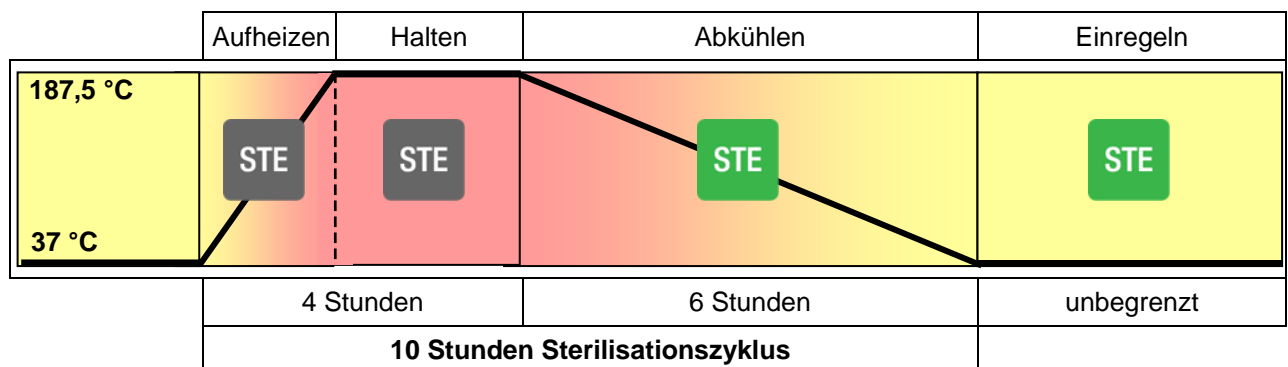 Aufheizen Halten Abkühlen Einregeln
187,5 °C
STE STE STE STE
37 °C
4 Stunden 6 Stunden unbegrenzt
10 Stunden Sterilisationszyklus